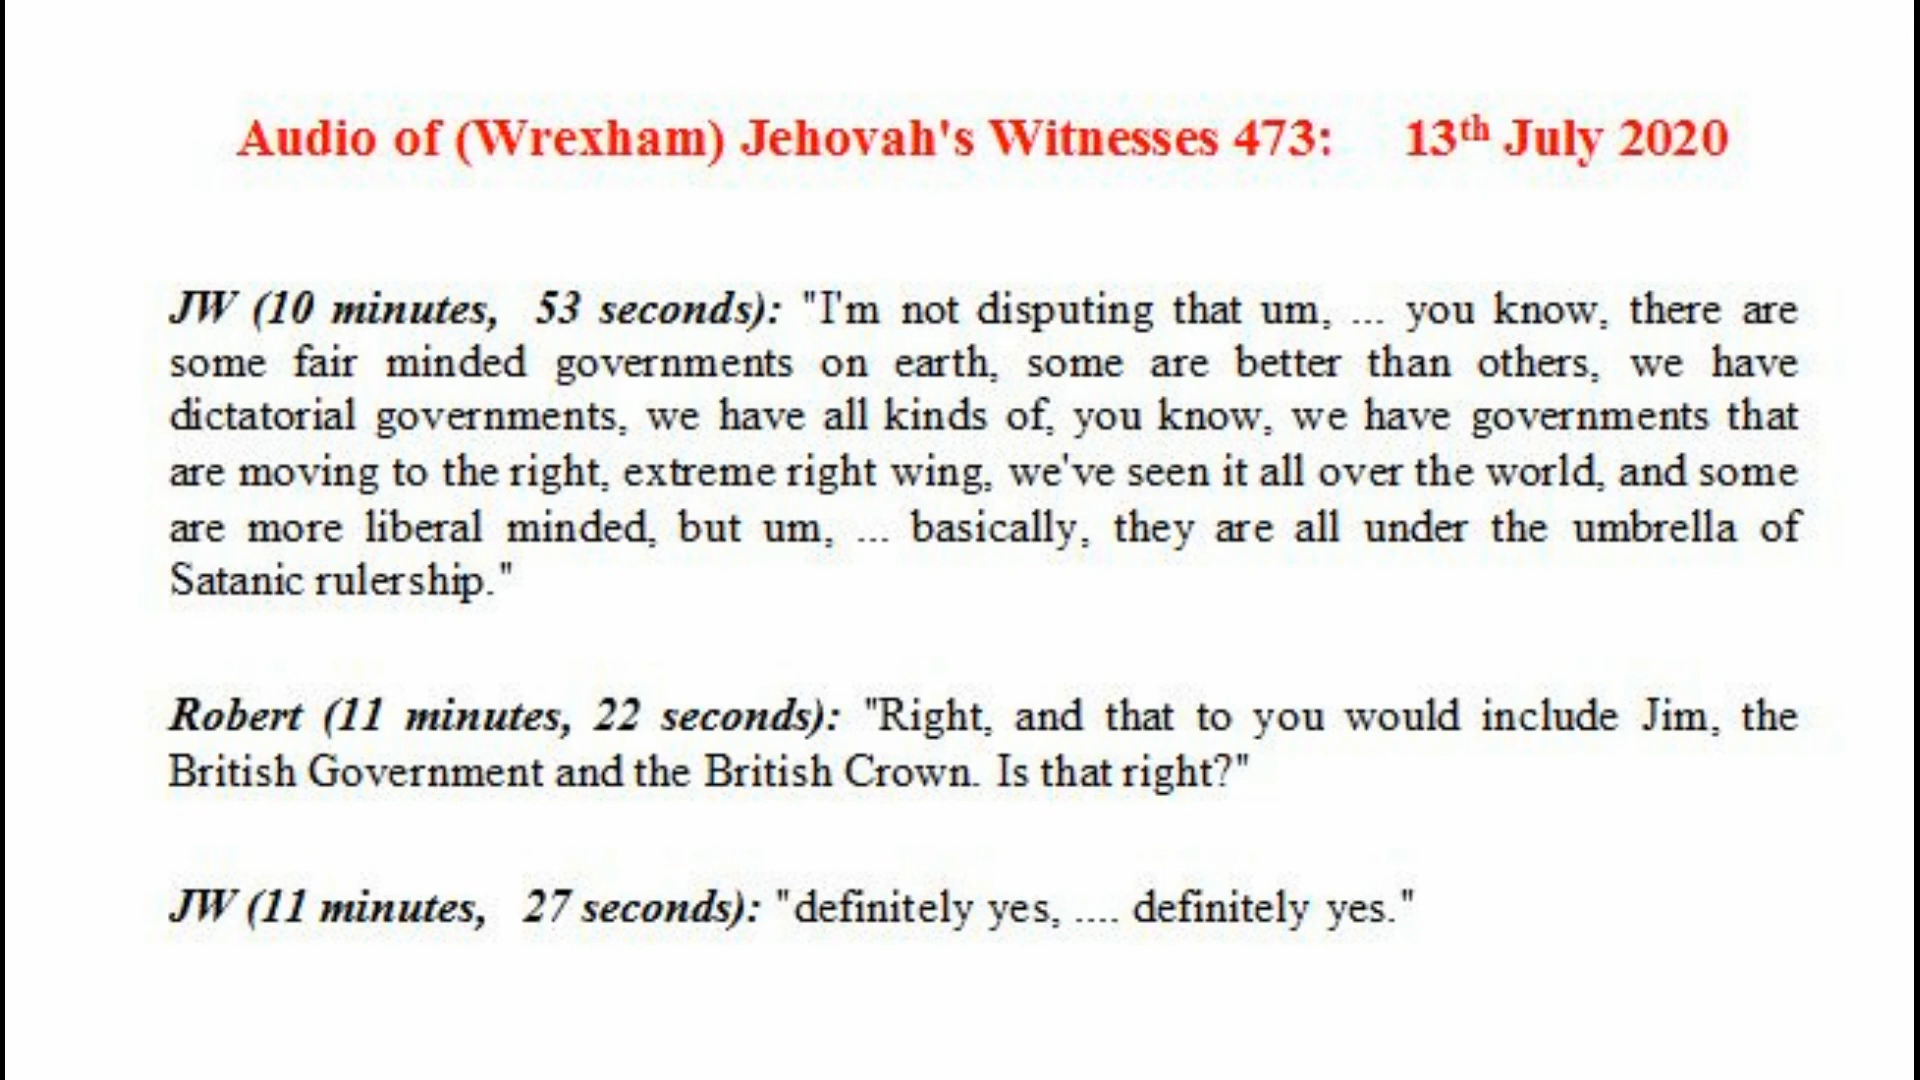 Audio of (Wrexham) Jehovah's Witnesses 473: 13th July 2020
JW (10 minutes, 53 seconds): "I'm not disputing that um, ... you know, there are
some fair minded governments on earth, some are better than others, we have
dictatorial governments, we have all kinds of, you know, we have governments that
are moving to the right, extreme right wing, we've seen it all over the world, and some
are more liberal minded, but um, ... basically, they are all under the umbrella of
Satanic rulership."
Robert (11 minutes, 22 seconds): "Right, and that to you would include Jim, the
British Government and the British Crown. Is that right?"
JW (11 minutes, 27 seconds): "definitely yes, .... definitely yes."